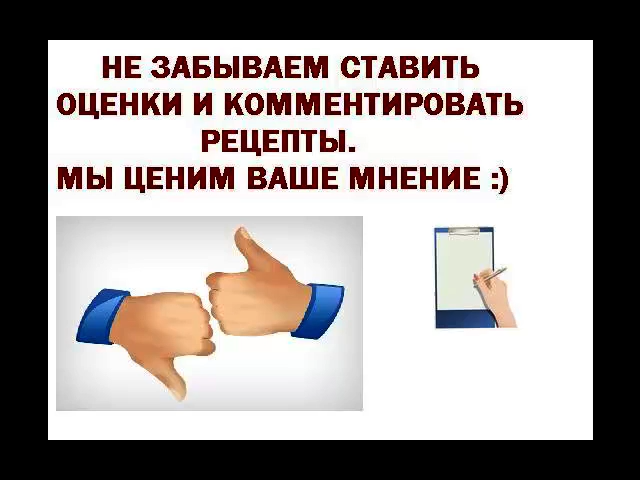 НЕ ЗАБЫВАЕМ СТАВИТЬ
ОЦЕНКИ И КОММЕНТИРОВАТЬ
РЕЦЕПТЫ.
МЫ ЦЕНИМ ВАШЕ МНЕНИЕ :)